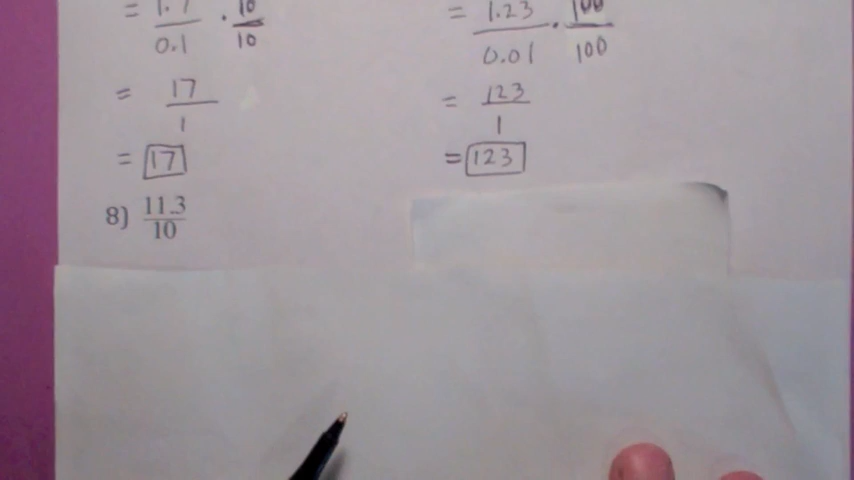 = 1.7 / 0.1 · 10 / 10
= 17 / 1
= 17
= 1.23 / 0.01 · 100 / 100
= 123 / 1
= 123
8) 11.3 / 10